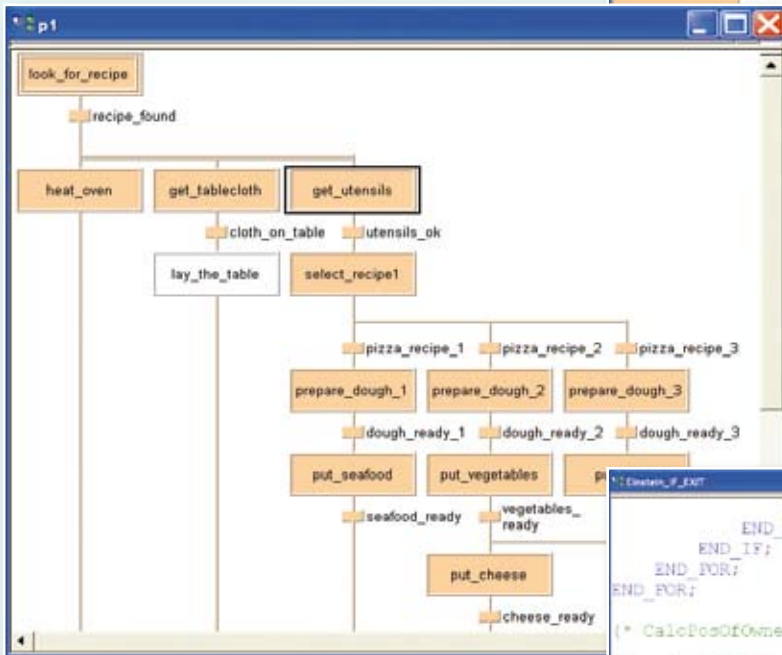 p1
look_for_recipe
recipe_found
heat_oven
get_tablecloth
get_utensils
cloth_on_table
utensils_ok
lay_the_table
select_recipe1
pizza_recipe_1
pizza_recipe_2
pizza_recipe_3
prepare_dough_1
prepare_dough_2
prepare_dough_3
dough_ready_1
dough_ready_2
dough_ready_3
put_seafood
put_vegetables
seafood_ready
vegetables_
ready
put_cheese
cheese_ready
Einstein_IF_EXIT
END_
END_IF;
END_FOR;
END_FOR;
(* CalcPosOfOwne